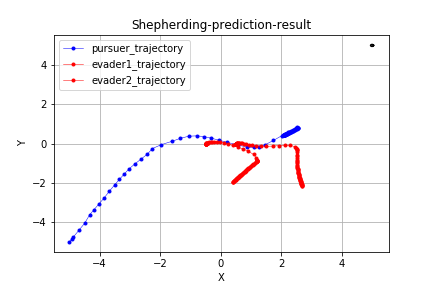 Shepherding-prediction-result
pursuer_trajectory
evader1_trajectory
evader2_trajectory
4
2
0
−2
−4
Y
−4 −2 0 2 4
X